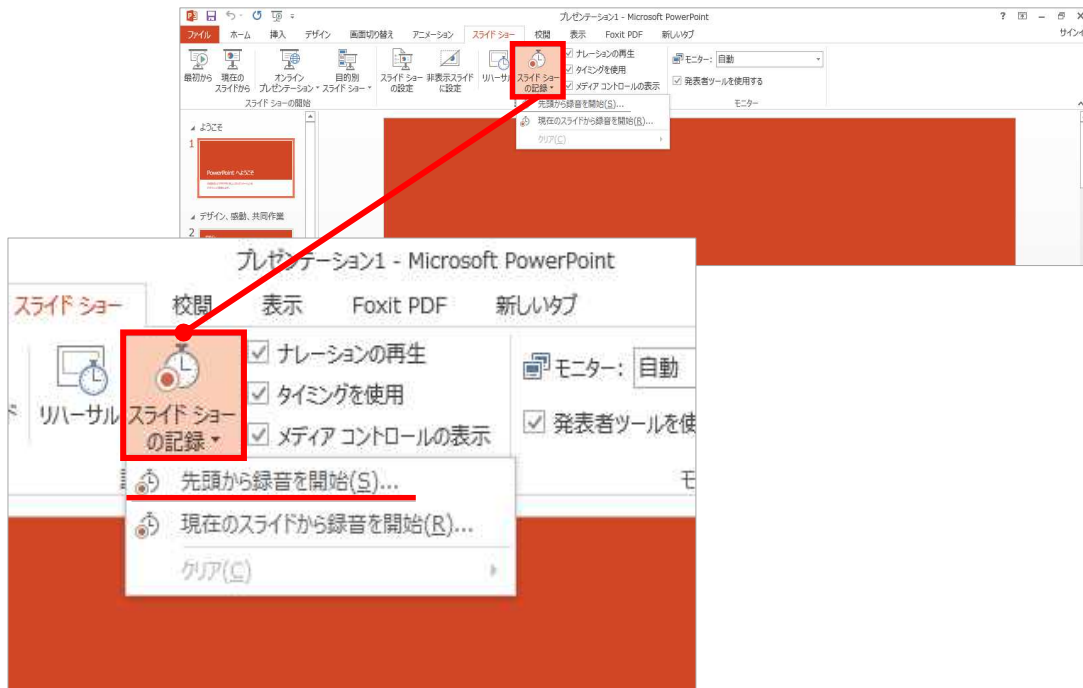 プレゼンテーション1 - Microsoft PowerPoint
ファイル ホーム 挿入 デザイン 画面切り替え アニメーション スライド ショー 校閲 表示 Foxit PDF 新しいタブ サインイ
最初から 現在の スライドから オンライン プレゼンテーション 目的別 スライド ショー スライド ショー の設定 非表示スライド に設定 リハーサル スライド ショー の記録
ナレーションの再生
タイミングを使用
メディア コントロールの表示
モニター: 自動
発表者ツールを使用する
スライド ショーの開始
モニター
先頭から録音を開始(S)...
現在のスライドから録音を開始(R)...
クリア(C)
ようこそ
1
PowerPoint へようこそ
デザイン、感動、共同作業
2
プレゼンテーション1 - Microsoft PowerPoint
スライド ショー 校閲 表示 Foxit PDF 新しいタブ
リハーサル
スライド ショー
の記録
ナレーションの再生
タイミングを使用
メディア コントロールの表示
モニター: 自動
発表者ツールを使
モ
先頭から録音を開始(S)...
現在のスライドから録音を開始(R)...
クリア(C)